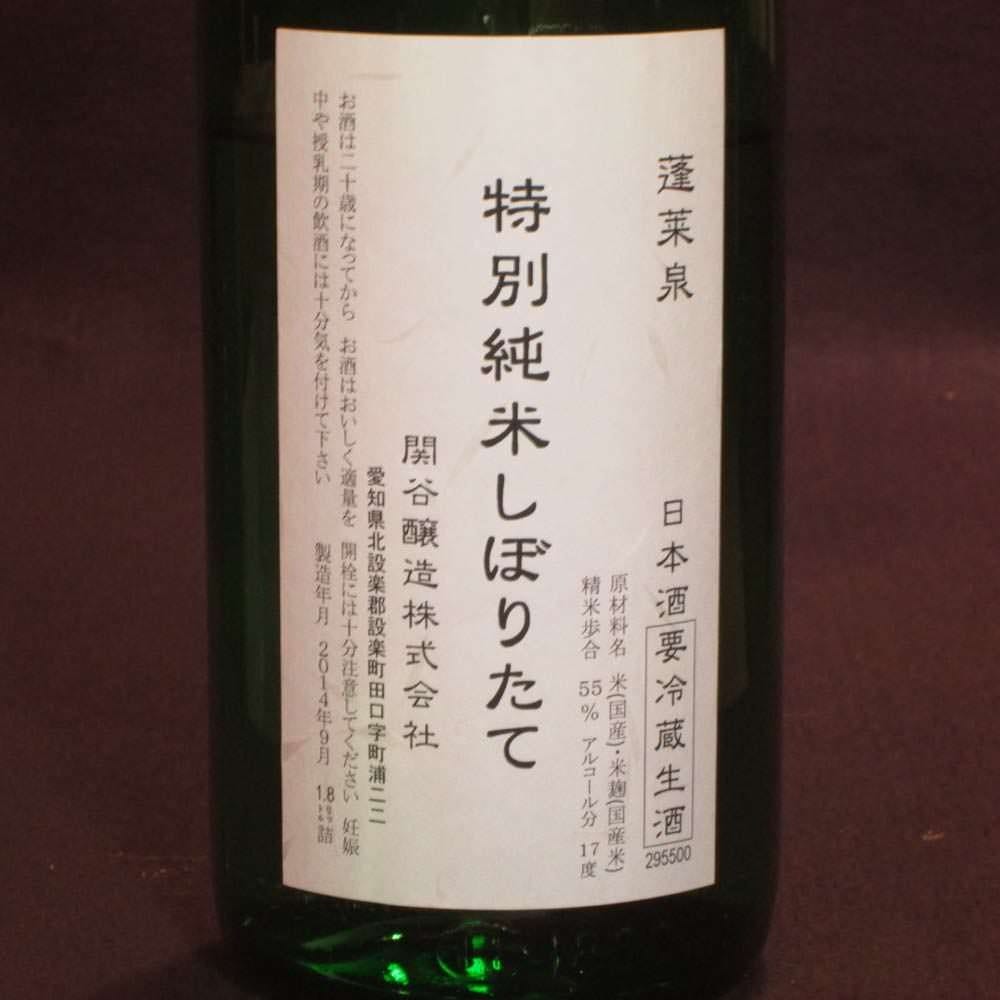 蓬莱泉
日本酒
要冷蔵生酒
295500
原材料名 米(国産)・米麹(国産米)
精米歩合 55% アルコール分 17度
特別純米しぼりたて
関谷醸造株式会社
愛知県北設楽郡設楽町田口字町浦二二
お酒は二十歳になってから お酒はおいしく適量を 開栓には十分注意してください 妊娠
中や授乳期の飲酒には十分気を付けて下さい 製造年月 2014年9月 1.8リットル詰